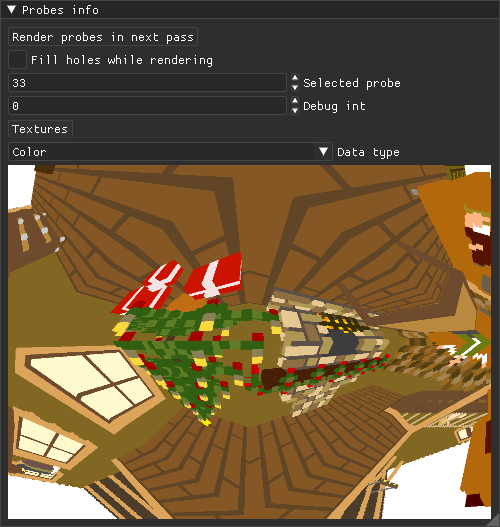 Probes info
Render probes in next pass
Fill holes while rendering
33 Selected probe
0 Debug int
Textures
Color Data type